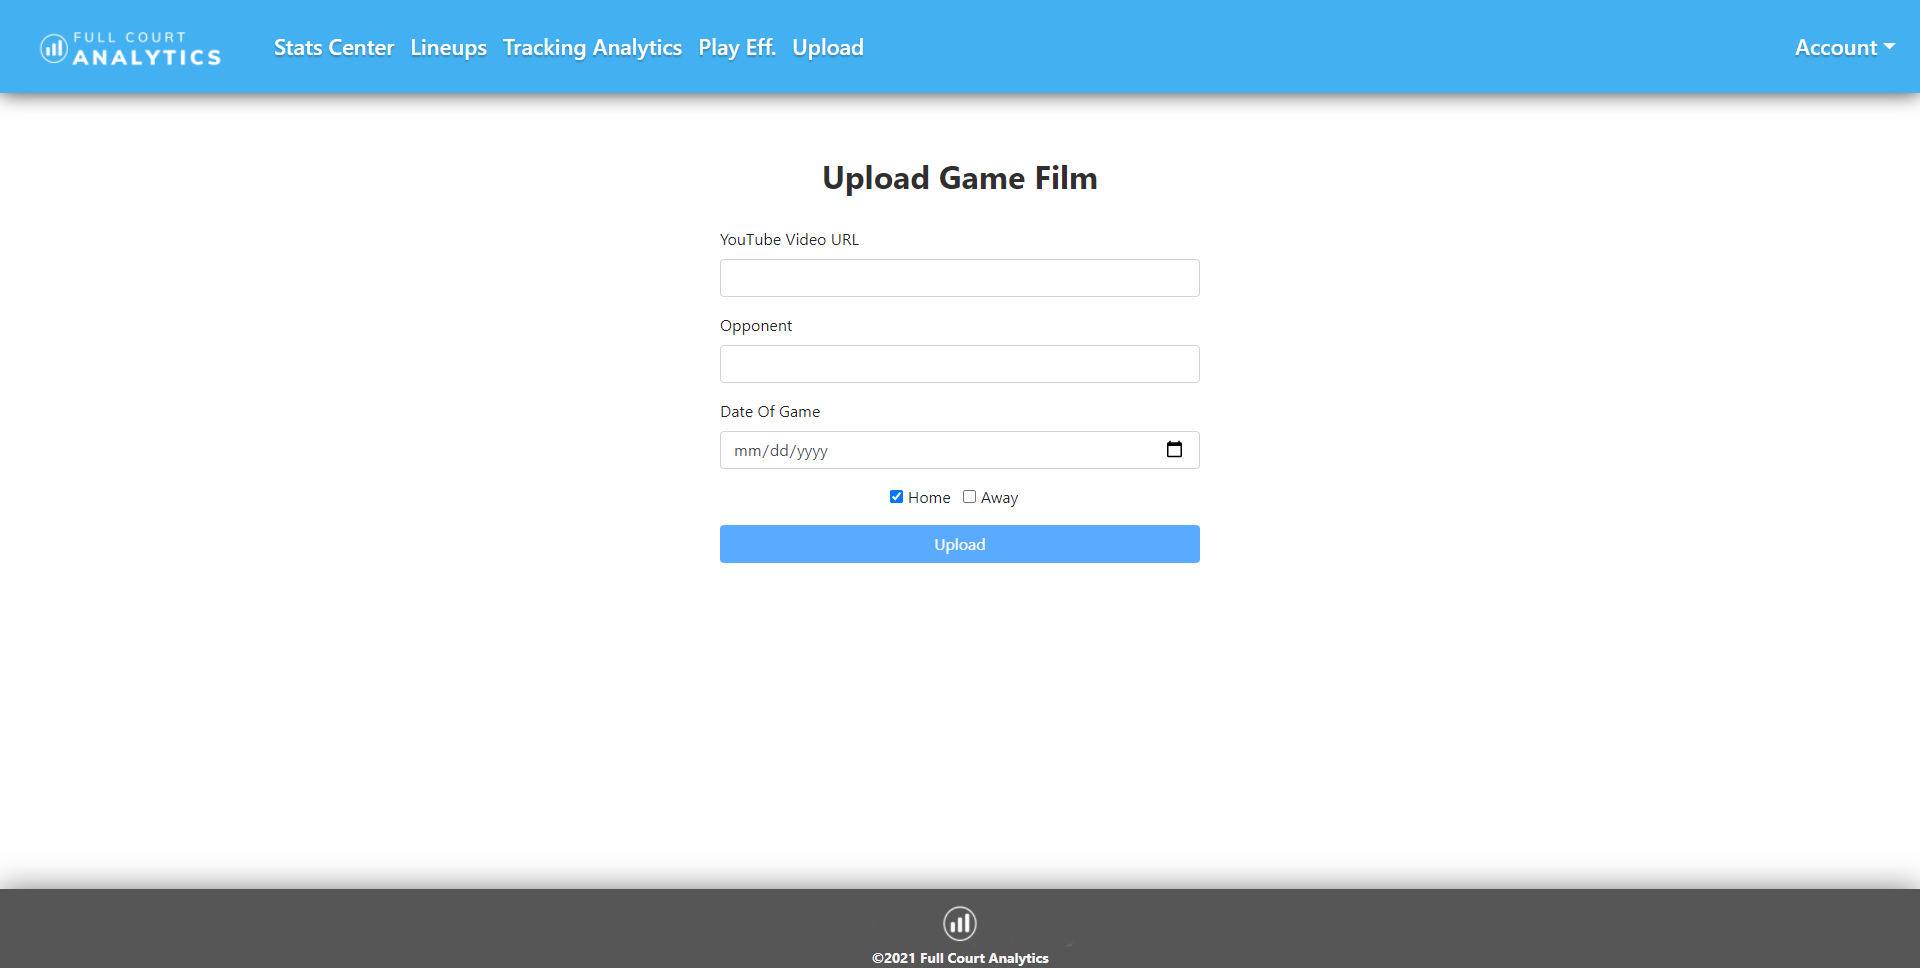 FULL COURT
ANALYTICS
Stats Center Lineups Tracking Analytics Play Eff. Upload
Account
Upload Game Film
YouTube Video URL
Opponent
Date Of Game
mm/dd/yyyy
Home Away
Upload
©2021 Full Court Analytics